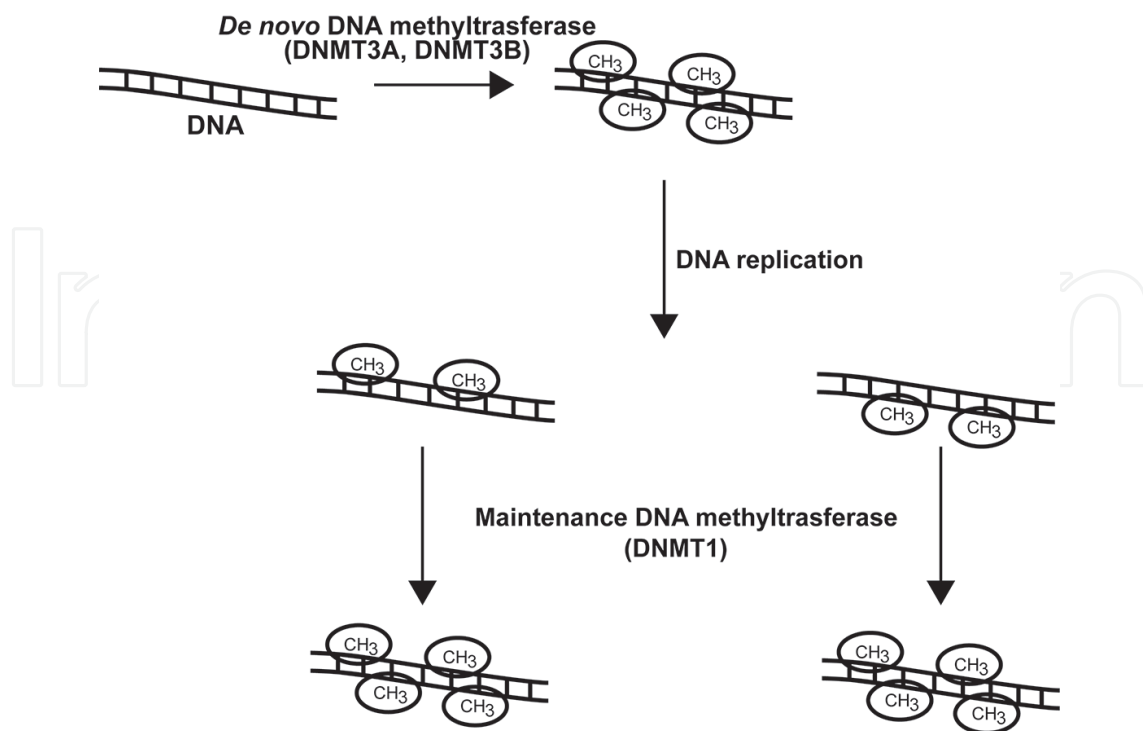 De novo DNA methyltrasferase
(DNMT3A, DNMT3B)
DNA
CH3
CH3
CH3
CH3
DNA replication
CH3
CH3
CH3
CH3
Maintenance DNA methyltrasferase
(DNMT1)
CH3
CH3
CH3
CH3
CH3
CH3
CH3
CH3